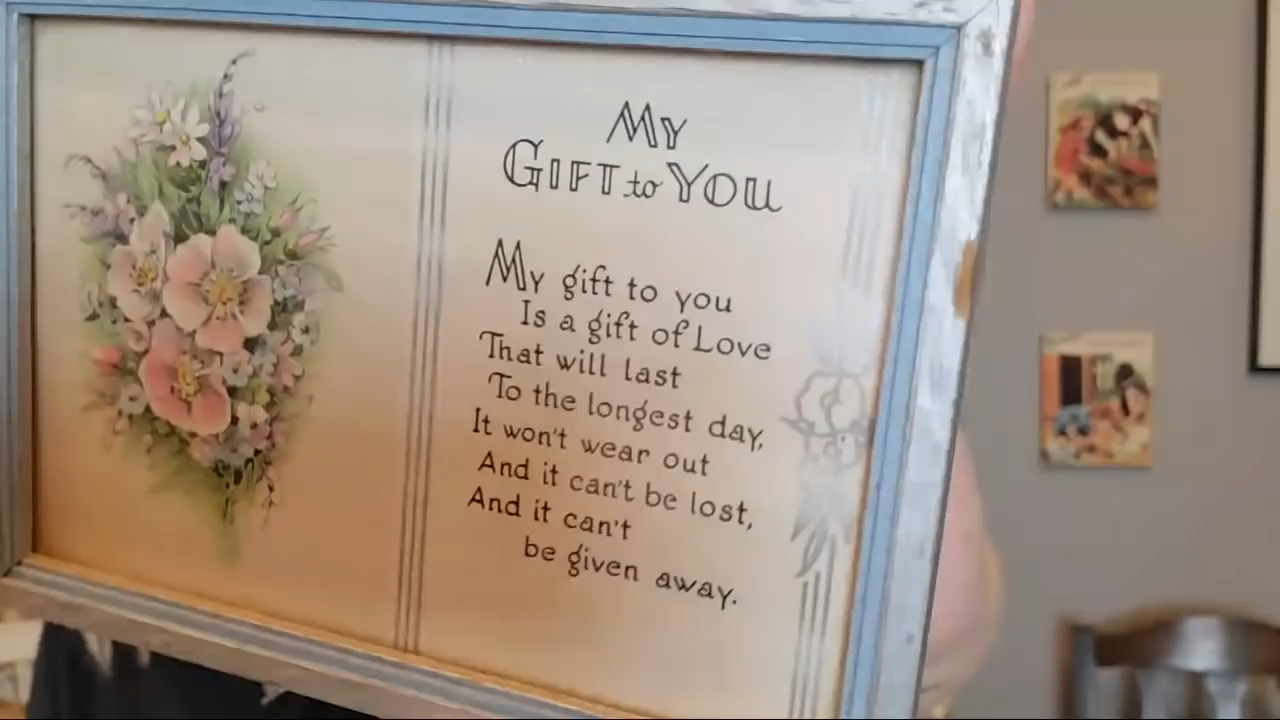 My
Gift to You
My gift to you
Is a gift of Love
That will last
To the longest day,
It won't wear out
And it can't be lost,
And it can't
be given away.